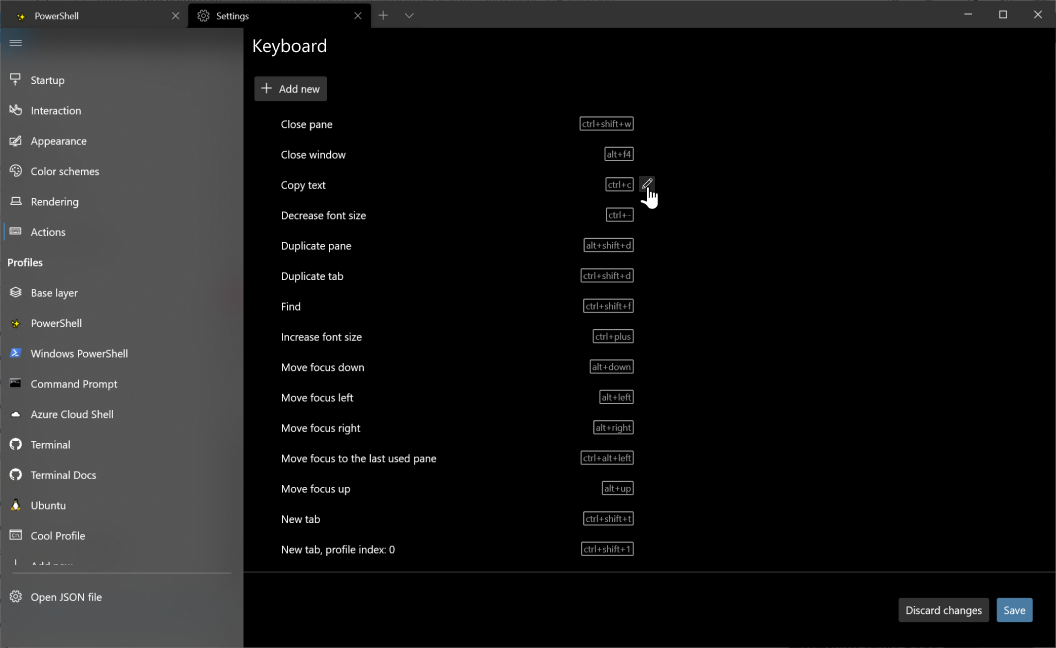 PowerShell
Settings
Keyboard
Add new
Startup
Interaction
Appearance
Color schemes
Rendering
Actions
Profiles
Base layer
PowerShell
Windows PowerShell
Command Prompt
Azure Cloud Shell
Terminal
Terminal Docs
Ubuntu
Cool Profile
Add new
Open JSON file
Close pane ctrl+shift+w
Close window alt+f4
Copy text ctrl+c
Decrease font size ctrl+-
Duplicate pane alt+shift+d
Duplicate tab ctrl+shift+d
Find ctrl+shift+f
Increase font size ctrl+plus
Move focus down alt+down
Move focus left alt+left
Move focus right alt+right
Move focus to the last used pane ctrl+alt+left
Move focus up alt+up
New tab ctrl+shift+t
New tab, profile index: 0 ctrl+shift+1
Discard changes Save